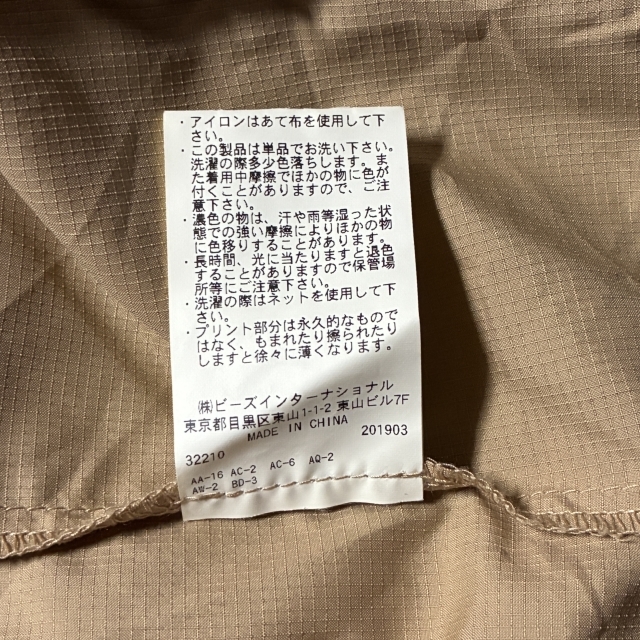 ・アイロンはあて布を使用して下
さい。
・この製品は単品でお洗い下さい。
洗濯の際多少色落ちします。ま
た着用中摩擦でほかの物に色が
付くことがありますので、ご注
意下さい。
・濃色の物は、汗や雨等湿った状
態での強い摩擦によりほかの物
に色移りすることがあります。
・長時間、光に当たりますと退色
することがありますので保管場
所等にご注意下さい。
・洗濯の際はネットを使用して下
さい。
・プリント部分は永久的なもので
はなく、もまれたり擦られたり
しますと徐々に薄くなります。
㈱ビーズインターナショナル
東京都目黒区東山1-1-2 東山ビル7F
MADE IN CHINA 201903
32210
AA-16 AC-2 AC-6 AQ-2
AW-2 BD-3